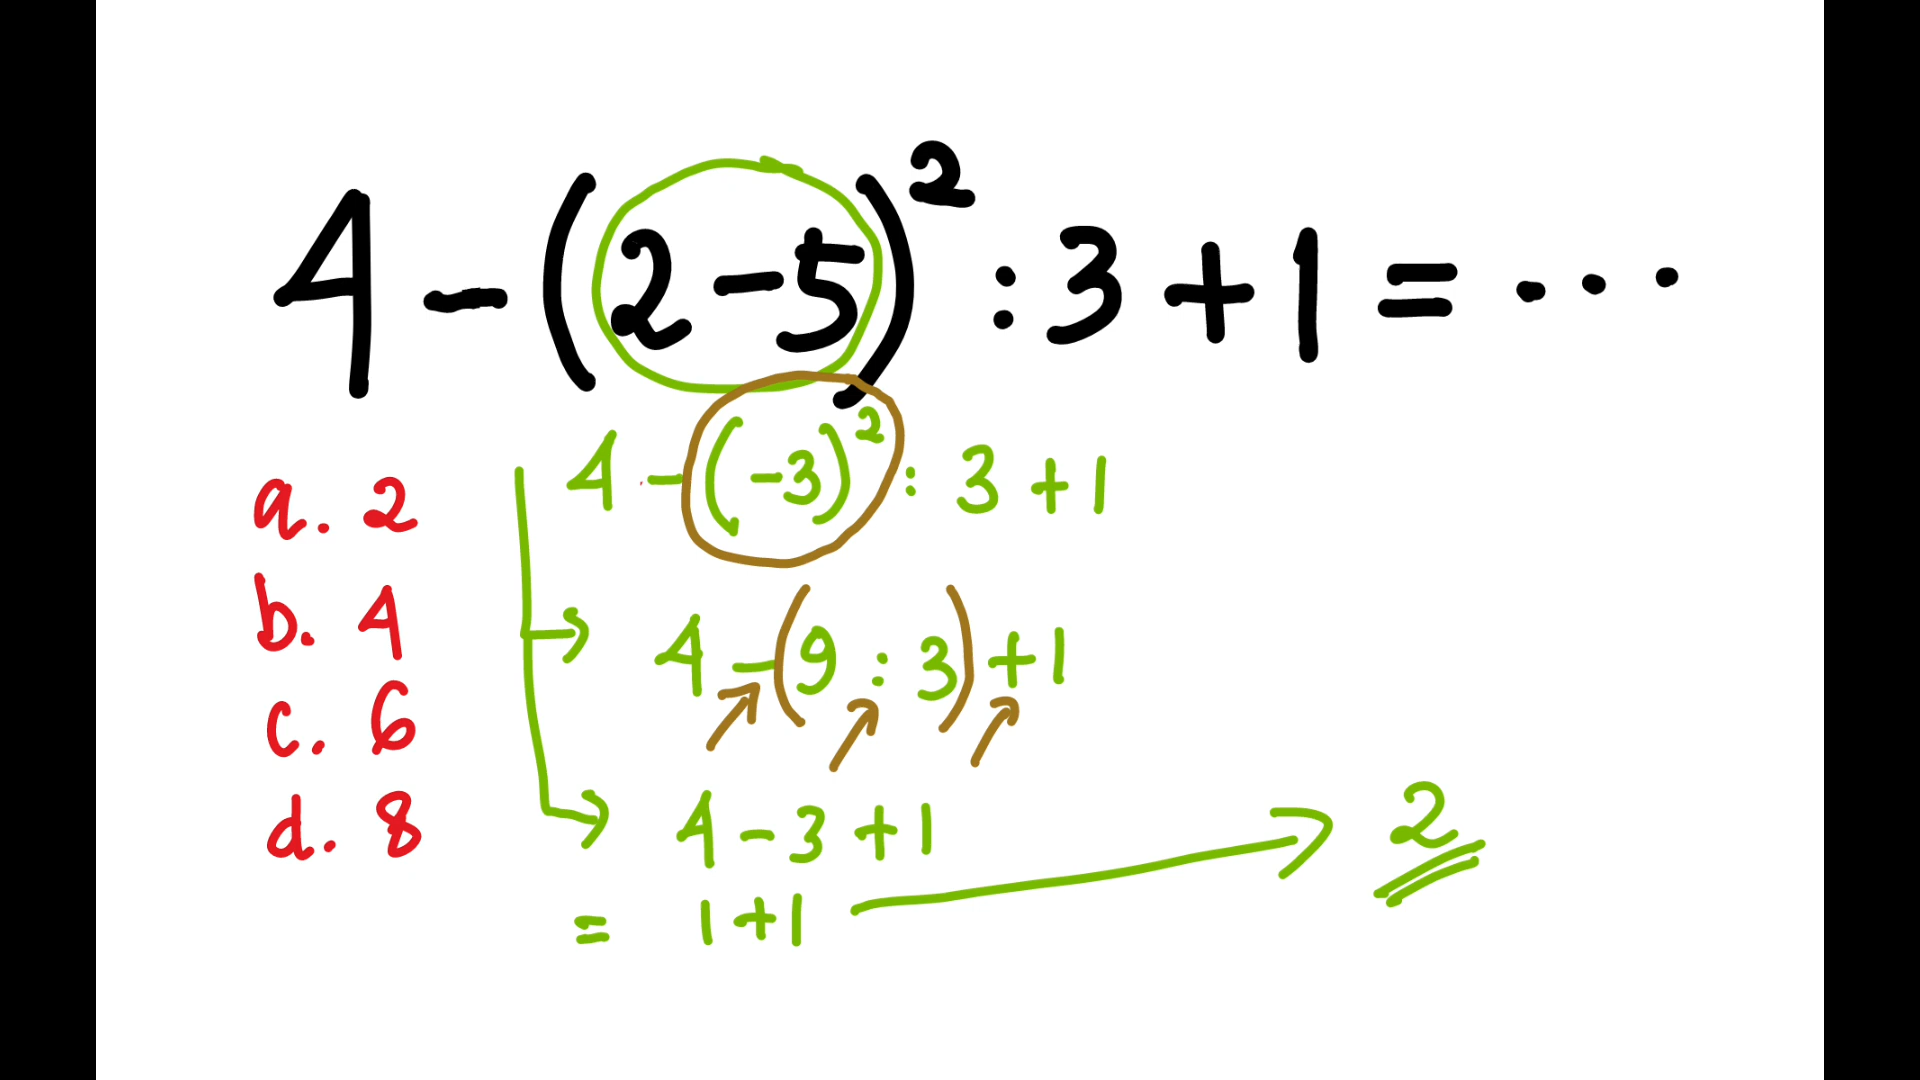 4 - (2 - 5)² : 3 + 1 = ...
4 - (-3)² : 3 + 1
a. 2
b. 4
4 - (9 : 3) + 1
c. 6
d. 8
4 - 3 + 1
2
= 1 + 1